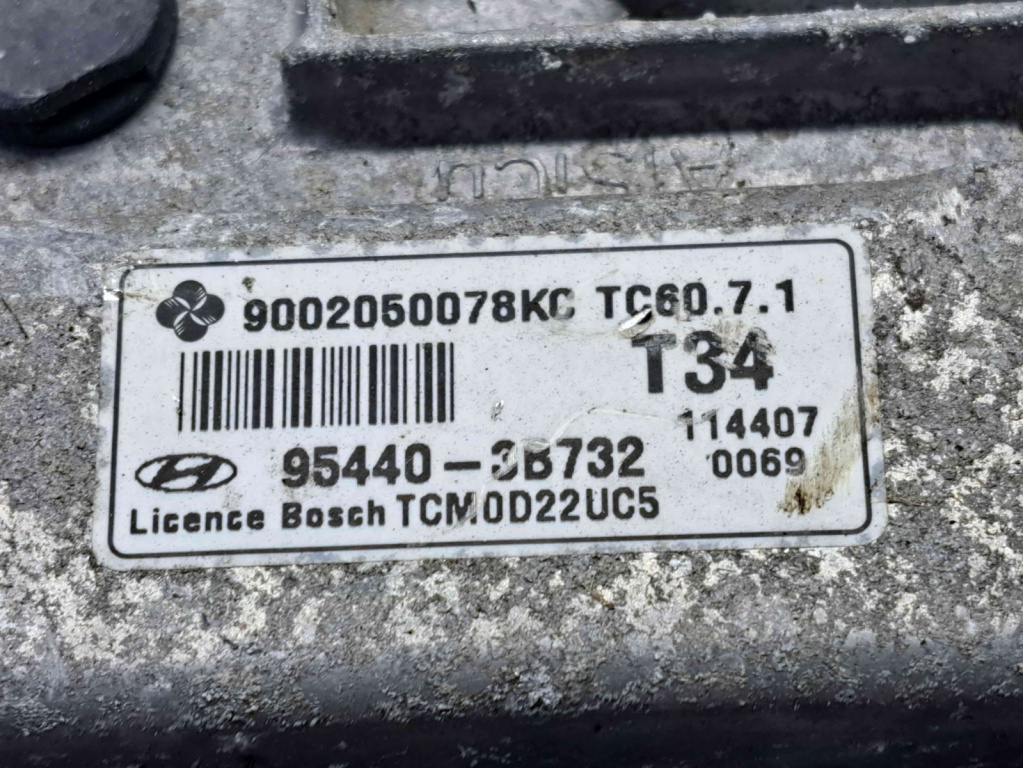 9002050078KC TC60.7.1
T34
114407
95440-3B732
0069
Licence Bosch TCM0D22UC5